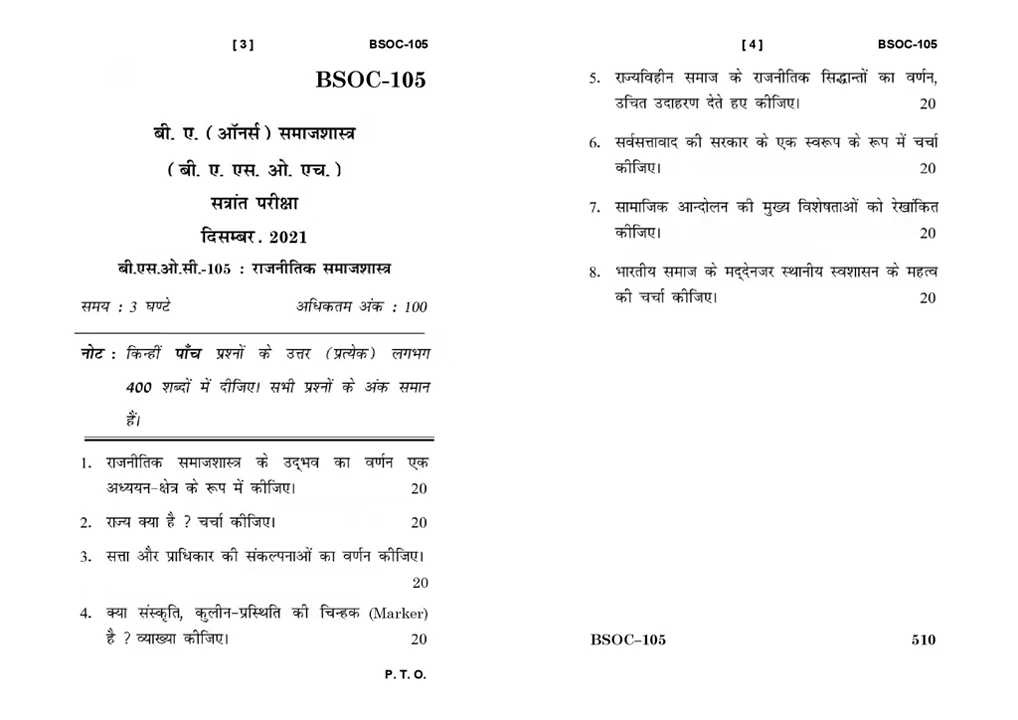 [ 3 ] BSOC-105
BSOC-105
बी. ए. ( ऑनर्स ) समाजशास्त्र
( बी. ए. एस. ओ. एच. )
सत्रांत परीक्षा
दिसम्बर. 2021
बी.एस.ओ.सी.-105 : राजनीतिक समाजशास्त्र
समय : 3 घण्टे अधिकतम अंक : 100
नोट : किन्हीं पाँच प्रश्नों के उत्तर (प्रत्येक) लगभग
400 शब्दों में दीजिए। सभी प्रश्नों के अंक समान
हैं।
1. राजनीतिक समाजशास्त्र के उद्‌भव का वर्णन एक
अध्ययन-क्षेत्र के रूप में कीजिए। 20
2. राज्य क्या है ? चर्चा कीजिए। 20
3. सत्ता और प्राधिकार की संकल्पनाओं का वर्णन कीजिए।
20
4. क्या संस्कृति, कुलीन-प्रस्थिति की चिन्हक (Marker)
है ? व्याख्या कीजिए। 20
P. T. O.
[ 4 ] BSOC-105
5. राज्यविहीन समाज के राजनीतिक सिद्धान्तों का वर्णन,
उचित उदाहरण देते हए कीजिए। 20
6. सर्वसत्तावाद की सरकार के एक स्वरूप के रूप में चर्चा
कीजिए। 20
7. सामाजिक आन्दोलन की मुख्य विशेषताओं को रेखांकित
कीजिए। 20
8. भारतीय समाज के मद्‌देनजर स्थानीय स्वशासन के महत्व
की चर्चा कीजिए। 20
BSOC–105 510